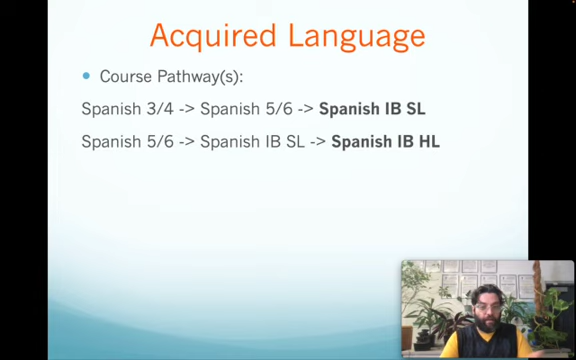 Acquired Language
Course Pathway(s):
Spanish 3/4 -> Spanish 5/6 -> Spanish IB SL
Spanish 5/6 -> Spanish IB SL -> Spanish IB HL